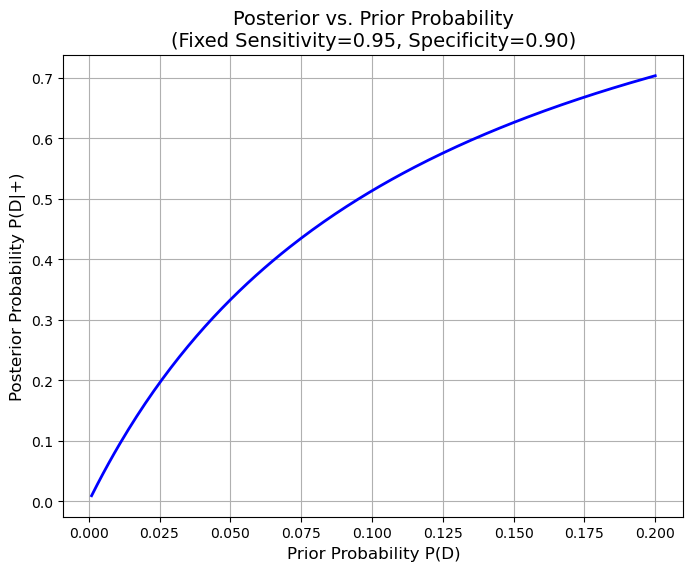 Posterior vs. Prior Probability
(Fixed Sensitivity=0.95, Specificity=0.90)
Posterior Probability P(D|+)
0.7
0.6
0.5
0.4
0.3
0.2
0.1
0.0
0.000 0.025 0.050 0.075 0.100 0.125 0.150 0.175 0.200
Prior Probability P(D)